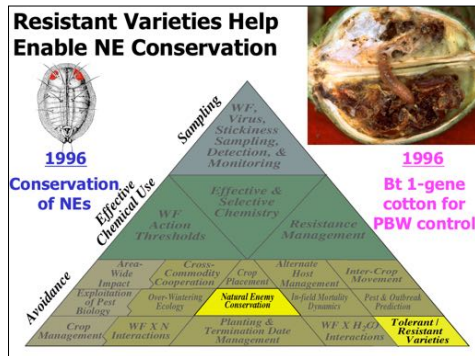 Resistant Varieties Help
Enable NE Conservation
1996
Conservation
of NEs
1996
Bt 1-gene
cotton for
PBW control
Sampling
WF,
Virus,
Stickiness
Sampling,
Detection, &
Monitoring
Effective
Chemical Use
WF
Action
Thresholds
Effective &
Selective
Chemistry
Resistance
Management
Avoidance
Area-
Wide
Impact
Cross-
Commodity
Cooperation
Crop
Placement
Alternate
Host
Management
Inter-Crop
Movement
Exploitation
of Pest
Biology
Over-Wintering
Ecology
Natural Enemy
Conservation
In-field Mortality
Dynamics
Pest & Outbreak
Prediction
Crop
Management
WF X N
Interactions
Planting &
Termination Date
Management
WF X H2O
Interactions
Tolerant /
Resistant
Varieties